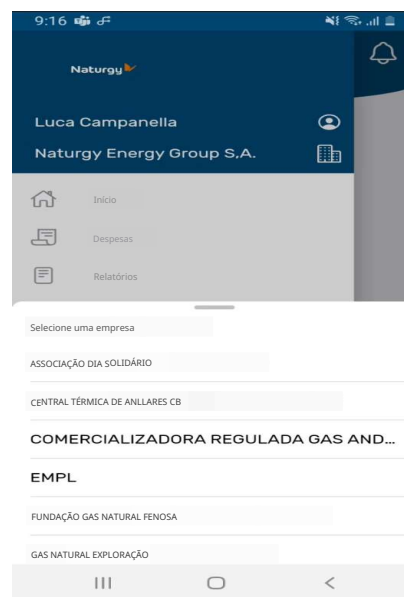 9:16
Naturgy
Luca Campanella
Naturgy Energy Group S,A.
Início
Despesas
Relatórios
Selecione uma empresa
ASSOCIAÇÃO DIA SOLIDÁRIO
CENTRAL TÉRMICA DE ANLLARES CB
COMERCIALIZADORA REGULADA GAS AND...
EMPL
FUNDAÇÃO GAS NATURAL FENOSA
GAS NATURAL EXPLORAÇÃO